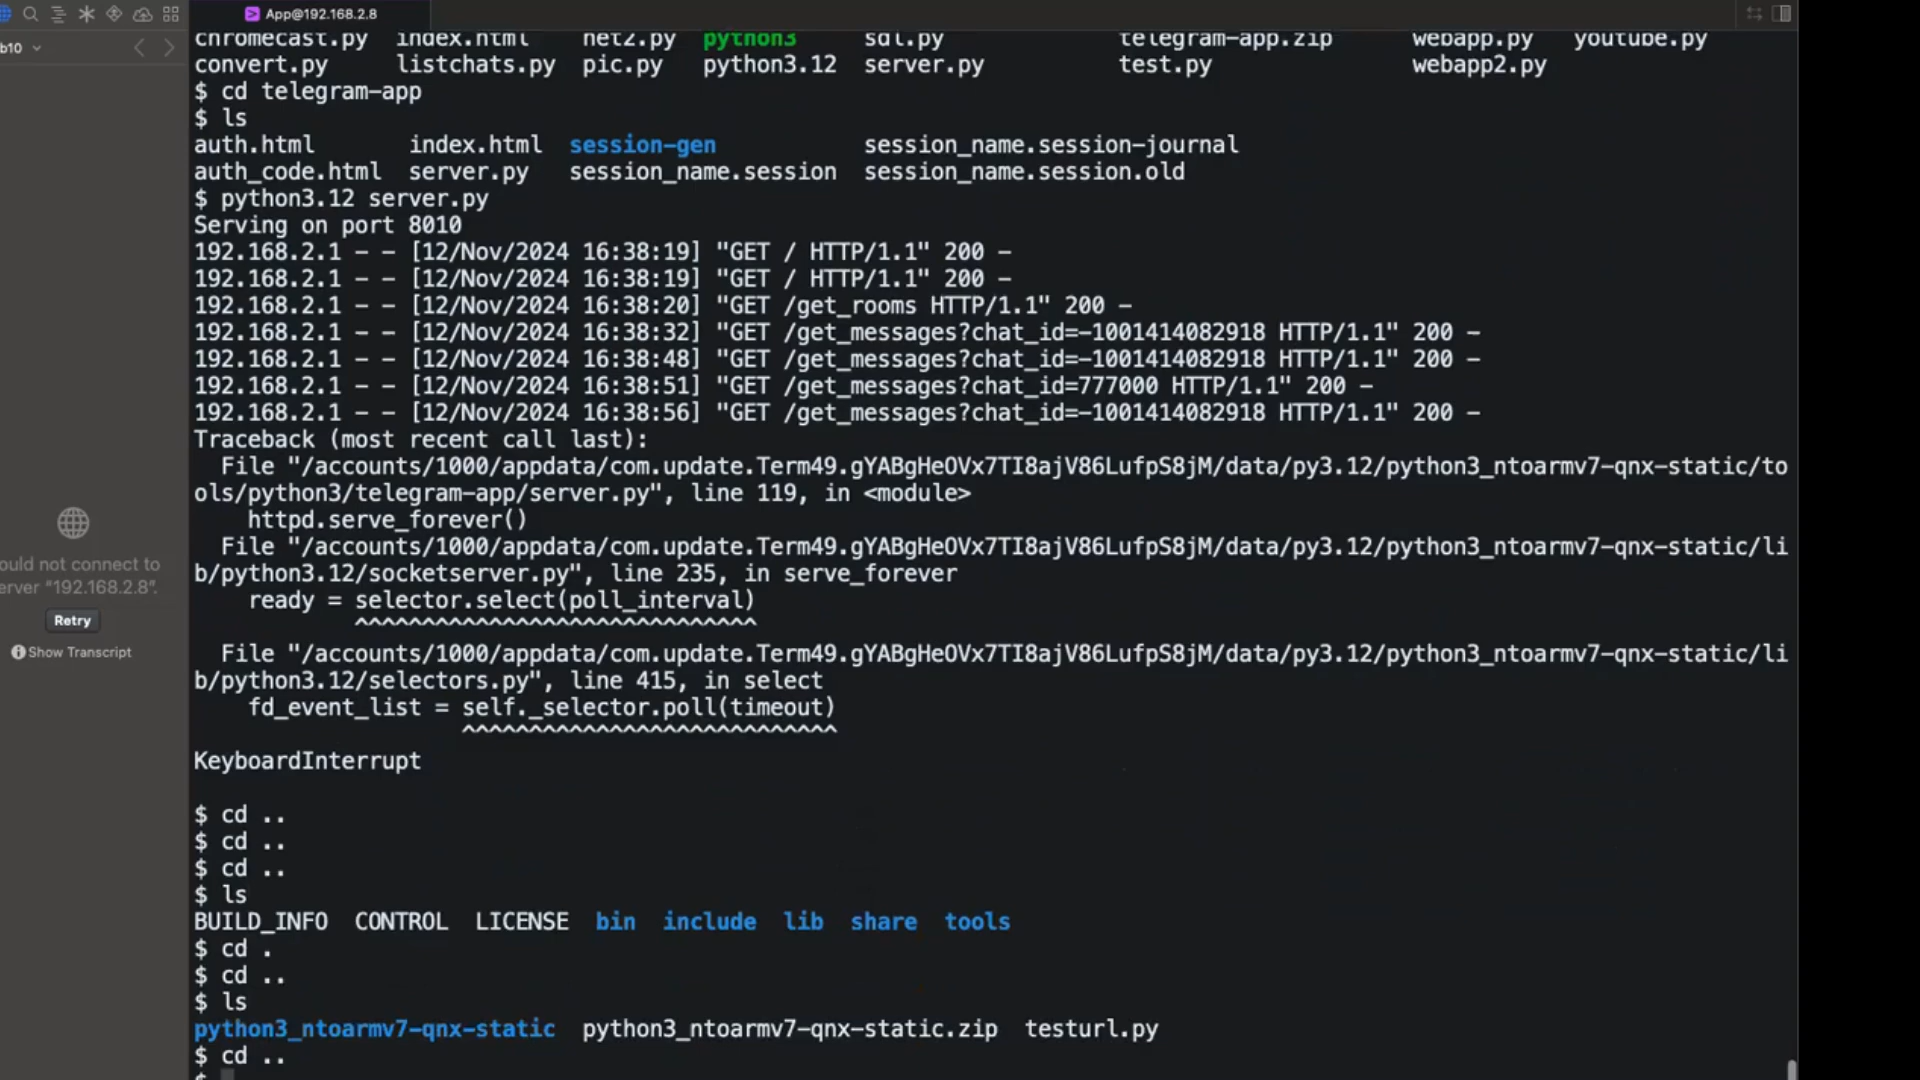 App@192.168.2.8
b10
chromecast.py index.html net2.py python3 sdl.py telegram-app.zip webapp.py youtube.py
convert.py listchats.py pic.py python3.12 server.py test.py webapp2.py
$ cd telegram-app
$ ls
auth.html index.html session-gen session_name.session-journal
auth_code.html server.py session_name.session session_name.session.old
$ python3.12 server.py
Serving on port 8010
192.168.2.1 - - [12/Nov/2024 16:38:19] "GET / HTTP/1.1" 200 -
192.168.2.1 - - [12/Nov/2024 16:38:19] "GET / HTTP/1.1" 200 -
192.168.2.1 - - [12/Nov/2024 16:38:20] "GET /get_rooms HTTP/1.1" 200 -
192.168.2.1 - - [12/Nov/2024 16:38:32] "GET /get_messages?chat_id=-1001414082918 HTTP/1.1" 200 -
192.168.2.1 - - [12/Nov/2024 16:38:48] "GET /get_messages?chat_id=-1001414082918 HTTP/1.1" 200 -
192.168.2.1 - - [12/Nov/2024 16:38:51] "GET /get_messages?chat_id=777000 HTTP/1.1" 200 -
192.168.2.1 - - [12/Nov/2024 16:38:56] "GET /get_messages?chat_id=-1001414082918 HTTP/1.1" 200 -
Traceback (most recent call last):
File "/accounts/1000/appdata/com.update.Term49.gYABgHeOVx7TI8ajV86LufpS8jM/data/py3.12/python3_ntoarmv7-qnx-static/to
ols/python3/telegram-app/server.py", line 119, in <module>
httpd.serve_forever()
File "/accounts/1000/appdata/com.update.Term49.gYABgHeOVx7TI8ajV86LufpS8jM/data/py3.12/python3_ntoarmv7-qnx-static/li
b/python3.12/socketserver.py", line 235, in serve_forever
ready = selector.select(poll_interval)
^^^^^^^^^^^^^^^^^^^^^^^^^^^^^^
File "/accounts/1000/appdata/com.update.Term49.gYABgHeOVx7TI8ajV86LufpS8jM/data/py3.12/python3_ntoarmv7-qnx-static/li
b/python3.12/selectors.py", line 415, in select
fd_event_list = self._selector.poll(timeout)
^^^^^^^^^^^^^^^^^^^^^^^^^^^^
KeyboardInterrupt
$ cd ..
$ cd ..
$ cd ..
$ ls
BUILD_INFO CONTROL LICENSE bin include lib share tools
$ cd .
$ cd ..
$ ls
python3_ntoarmv7-qnx-static python3_ntoarmv7-qnx-static.zip testurl.py
$ cd ..
$
ould not connect to
erver "192.168.2.8".
Retry
Show Transcript